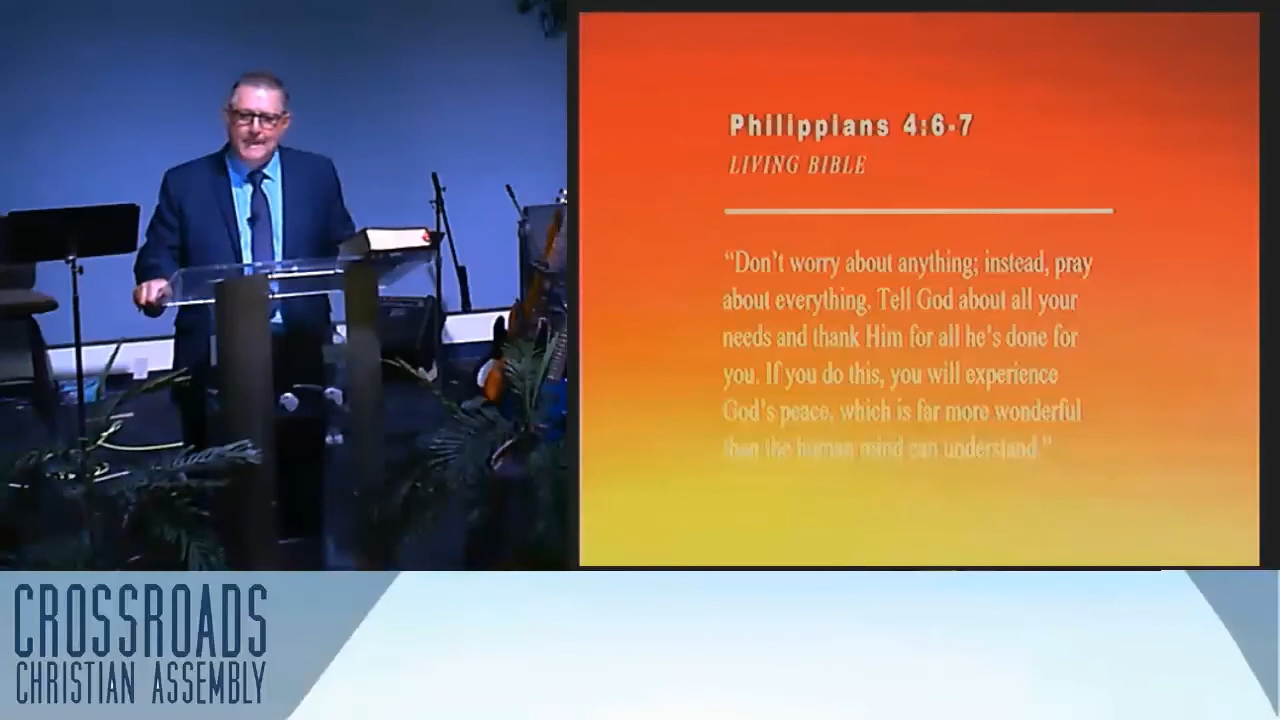 Philippians 4:6-7
LIVING BIBLE
“Don’t worry about anything; instead, pray
about everything. Tell God about all your
needs and thank Him for all he’s done for
you. If you do this, you will experience
God’s peace, which is far more wonderful
than the human mind can understand.”
CROSSROADS
CHRISTIAN ASSEMBLY